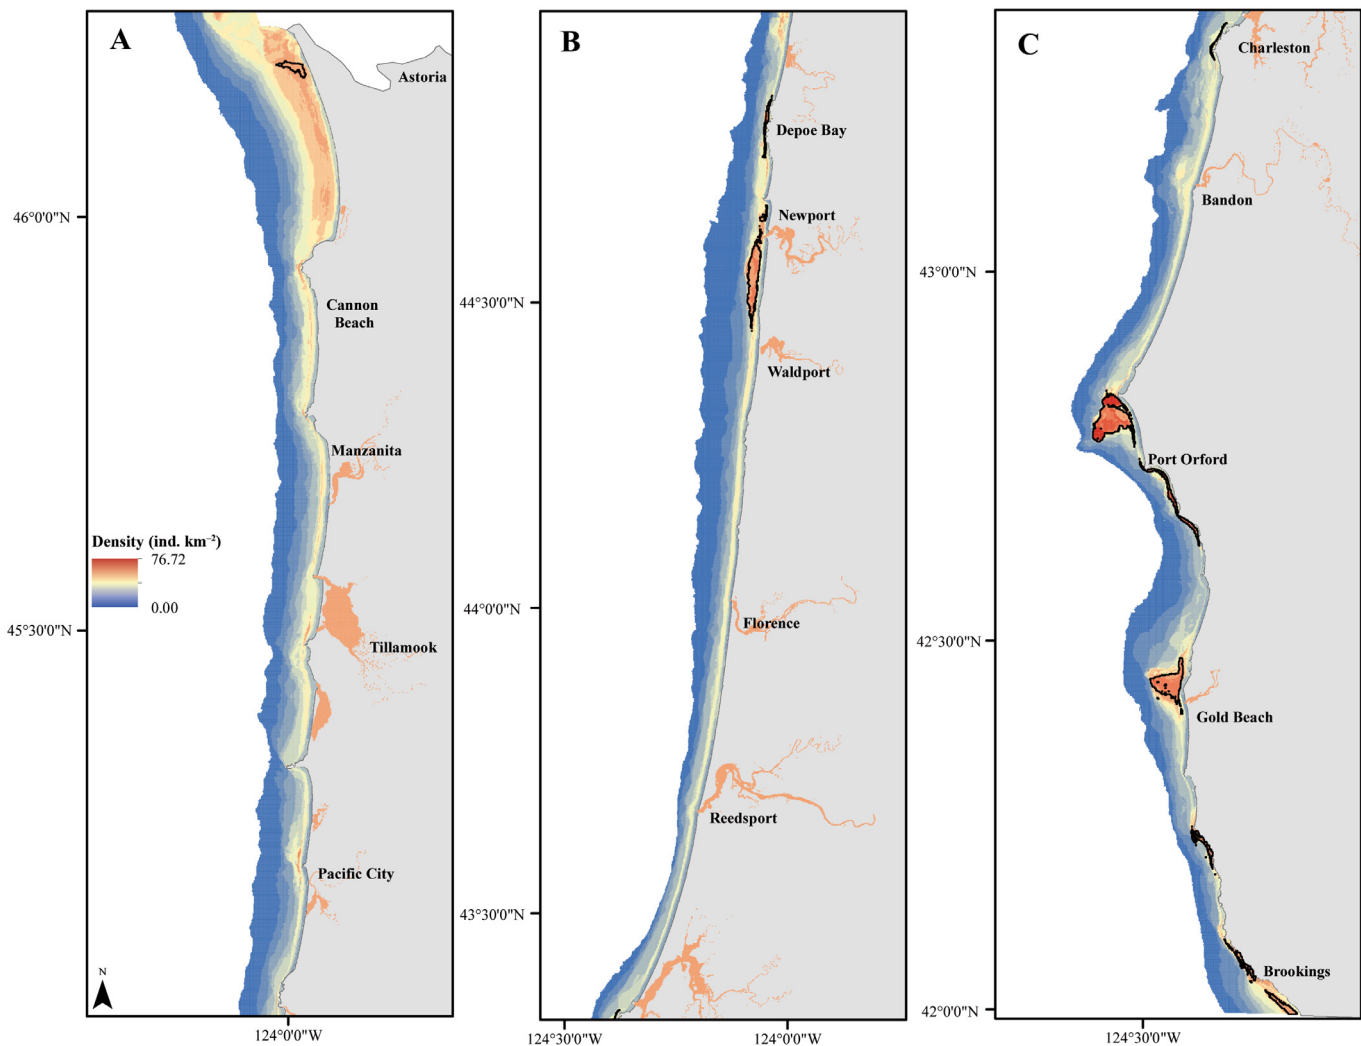 A
Astoria
46°0'0"N
Cannon
Beach
Manzanita
Density (ind. km⁻²)
76.72
0.00
45°30'0"N
Tillamook
Pacific City
N
124°0'0"W
B
Depoe Bay
Newport
44°30'0"N
Waldport
44°0'0"N
Florence
Reedsport
43°30'0"N
124°30'0"W
124°0'0"W
C
Charleston
Bandon
43°0'0"N
Port Orford
42°30'0"N
Gold Beach
Brookings
42°0'0"N
124°30'0"W